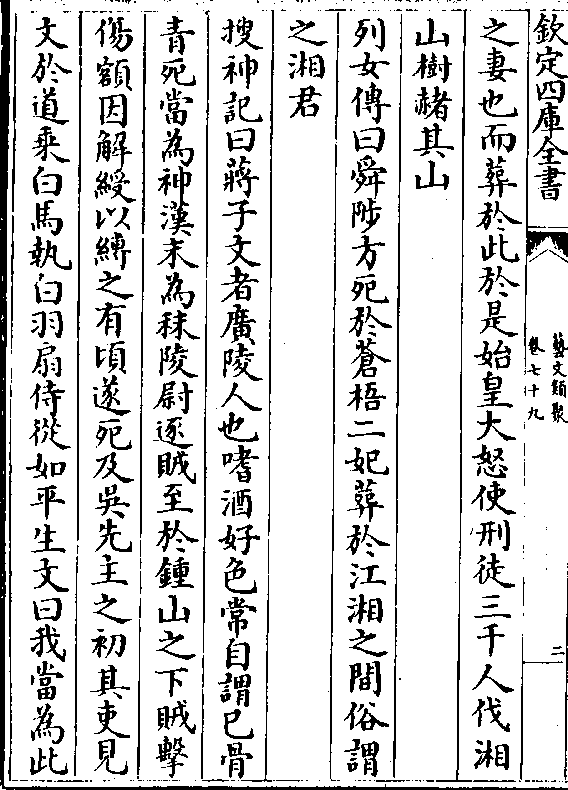 欽定四庫全書
藝文類聚
卷七十九
二
之妻也而葬於此於是始皇大怒使刑徒三千人伐湘
山樹赭其山
列女傳曰舜陟方死於蒼梧二妃葬於江湘之間俗謂
之湘君
搜神記曰蔣子文者廣陵人也嗜酒好色常自謂已骨
青死當為神漢末為秣陵尉逐賊至於鍾山之下賊擊
傷額因解綬以縛之有頃遂死及吳先主之初其吏見
文於道乘白馬執白羽扇侍從如平生文曰我當為此